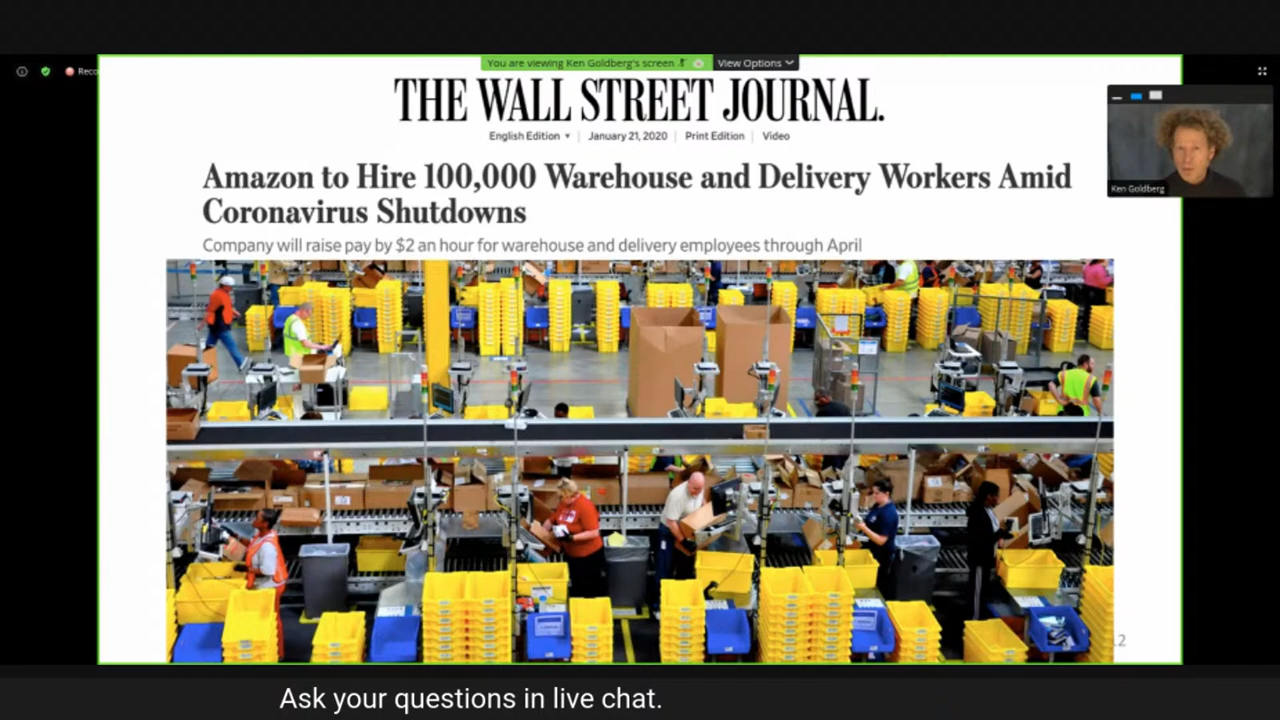 Reco
You are viewing Ken Goldberg's screen
View Options
THE WALL STREET JOURNAL.
English Edition
January 21, 2020
Print Edition
Video
Amazon to Hire 100,000 Warehouse and Delivery Workers Amid
Coronavirus Shutdowns
Company will raise pay by $2 an hour for warehouse and delivery employees through April
Ken Goldberg
2
Ask your questions in live chat.